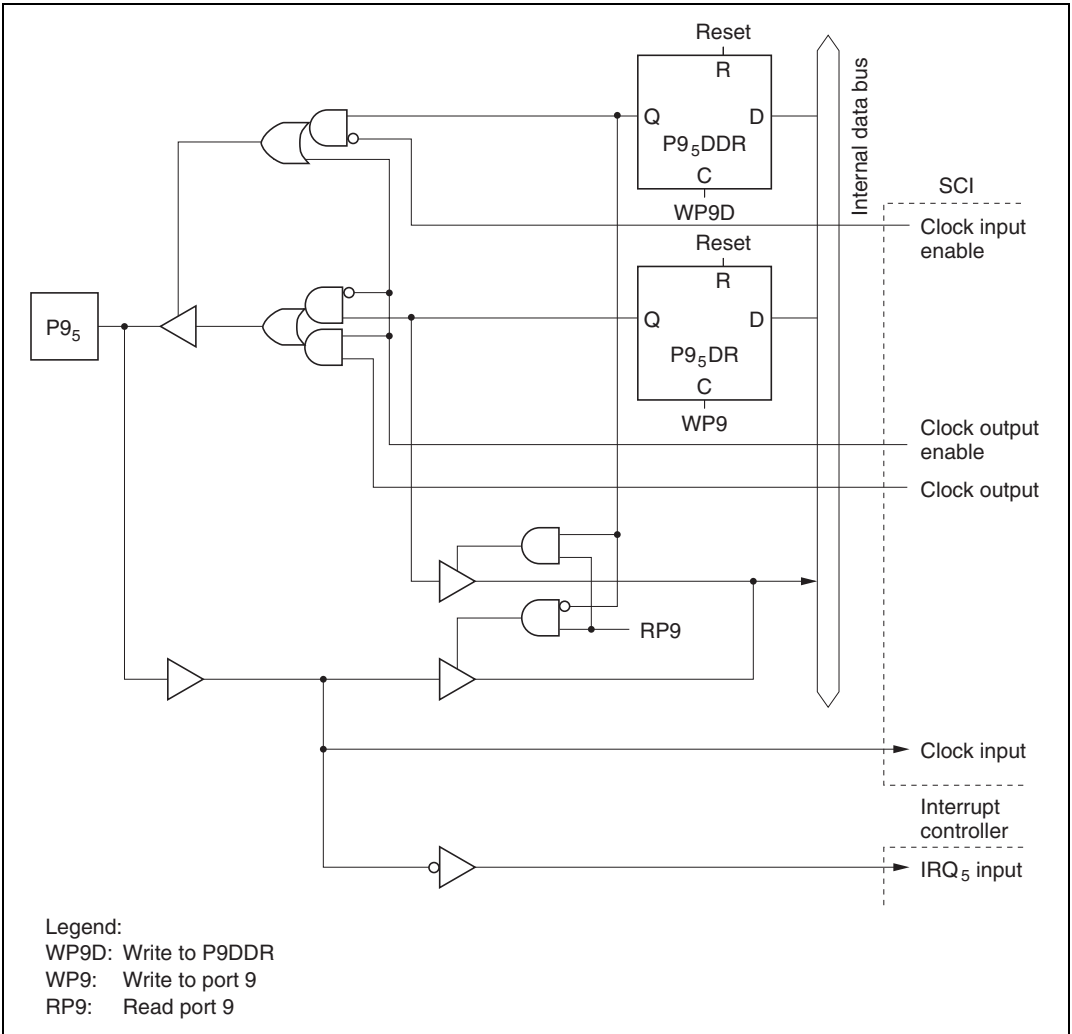 Reset
R
Q
D
P9₅DDR
C
WP9D
Internal data bus
SCI
Clock input
enable
Reset
R
Q
D
P9₅DR
C
WP9
P9₅
Clock output
enable
Clock output
RP9
Clock input
Interrupt
controller
IRQ₅ input
Legend:
WP9D: Write to P9DDR
WP9: Write to port 9
RP9: Read port 9